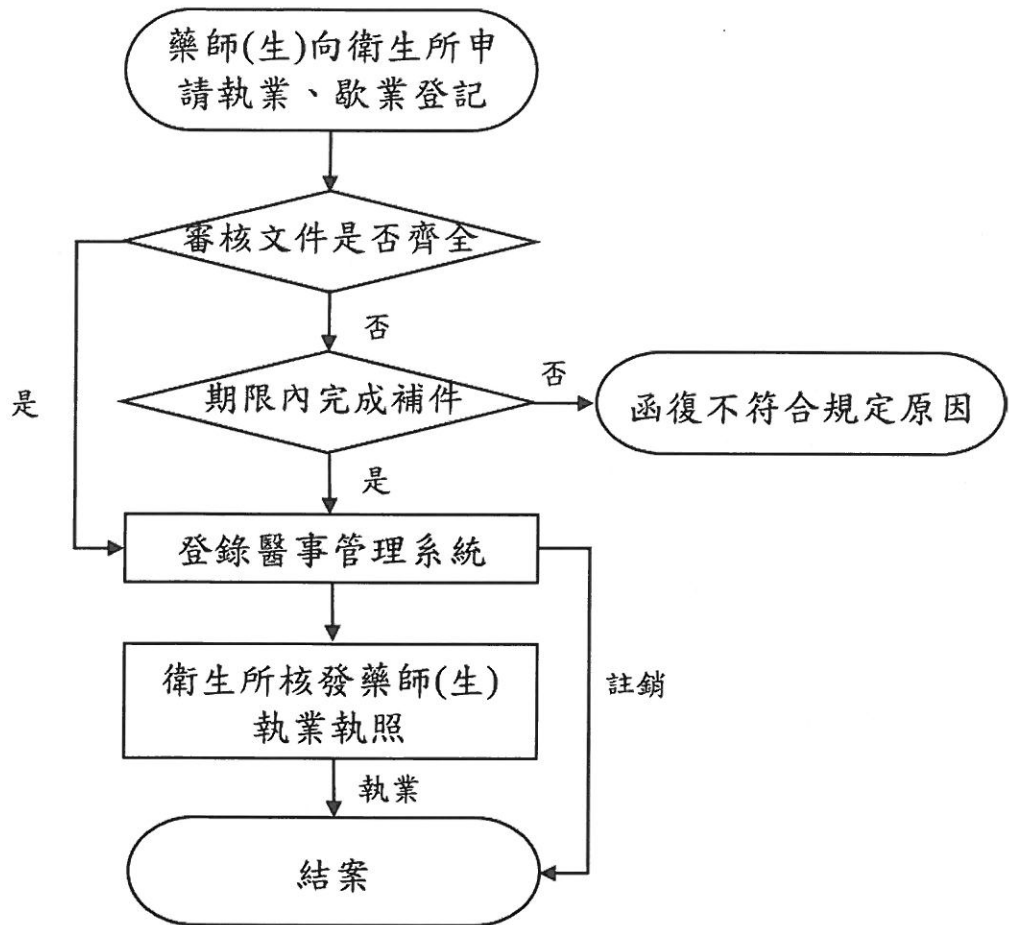 藥師(生)向衛生所申
請執業、歇業登記
審核文件是否齊全
否
是
期限內完成補件
否
函復不符合規定原因
是
登錄醫事管理系統
衛生所核發藥師(生)
執業執照
註銷
執業
結案